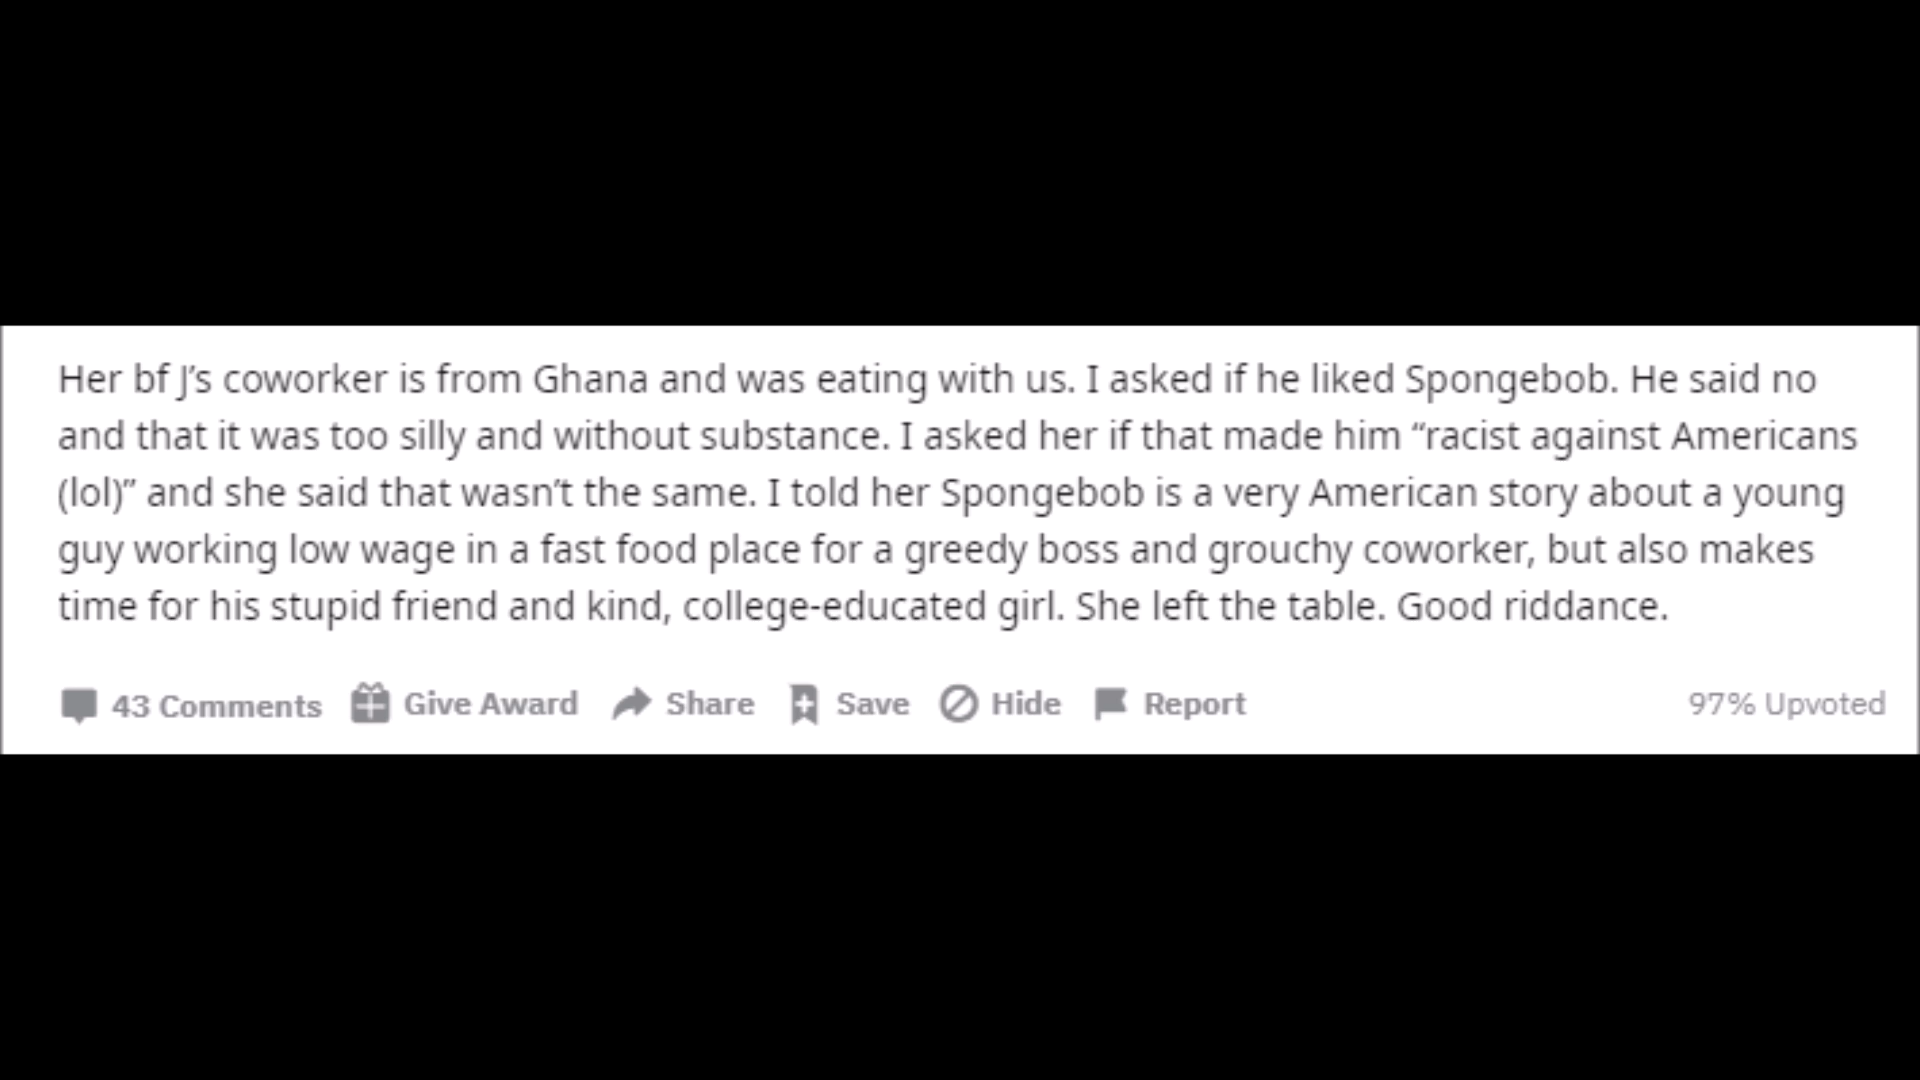 Her bf J’s coworker is from Ghana and was eating with us. I asked if he liked Spongebob. He said no
and that it was too silly and without substance. I asked her if that made him “racist against Americans
(lol)” and she said that wasn’t the same. I told her Spongebob is a very American story about a young
guy working low wage in a fast food place for a greedy boss and grouchy coworker, but also makes
time for his stupid friend and kind, college-educated girl. She left the table. Good riddance.
43 Comments Give Award Share Save Hide Report 97% Upvoted